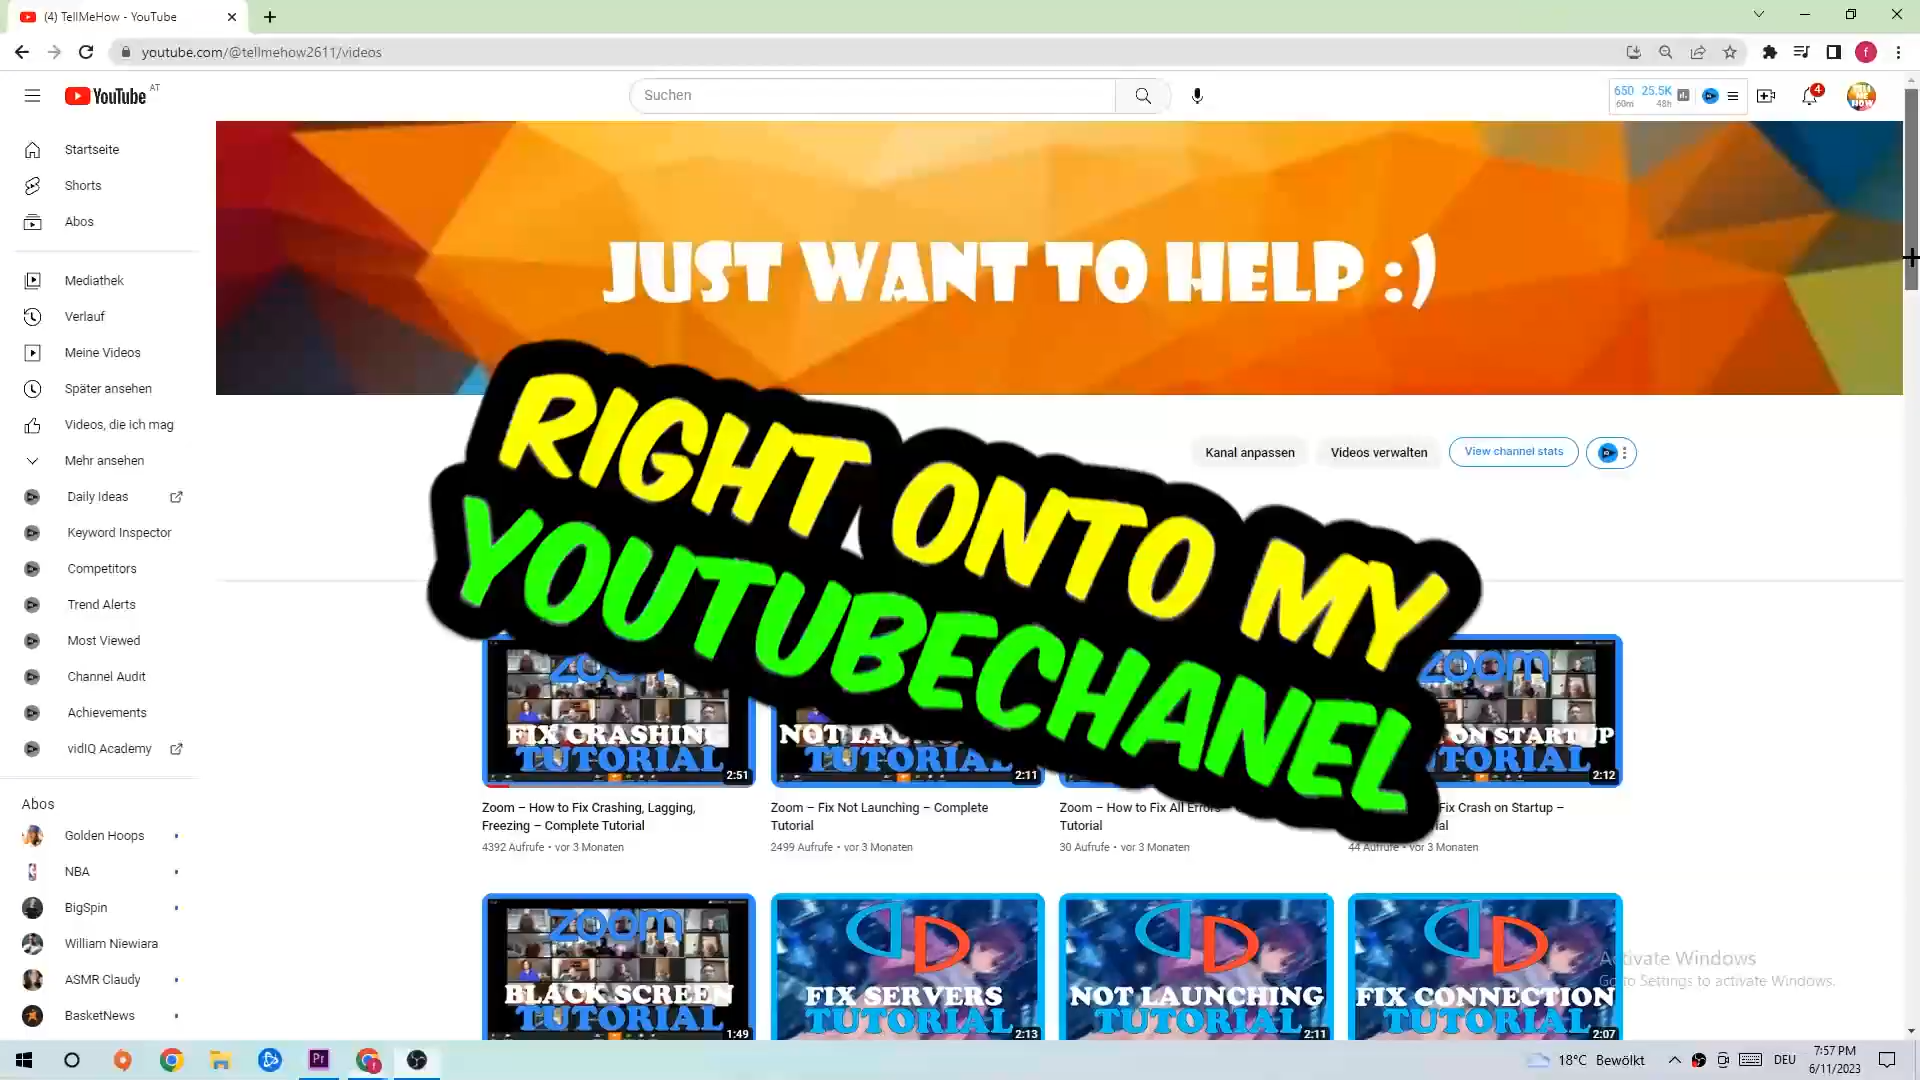 (4) TellMeHow - YouTube
youtube.com/@tellmehow2611/videos
YouTube AT
Suchen
650 25.5K
60m 48h
4
Startseite
Shorts
Abos
Mediathek
Verlauf
Meine Videos
Später ansehen
Videos, die ich mag
Mehr ansehen
Daily Ideas
Keyword Inspector
Competitors
Trend Alerts
Most Viewed
Channel Audit
Achievements
vidIQ Academy
Abos
Golden Hoops
NBA
BigSpin
William Niewiara
ASMR Claudy
BasketNews
JUST WANT TO HELP :)
Kanal anpassen
Videos verwalten
View channel stats
RIGHT ONTO MY
YOUTUBECHANEL
FIX CRASHING
TUTORIAL
2:51
Zoom – How to Fix Crashing, Lagging,
Freezing – Complete Tutorial
4392 Aufrufe • vor 3 Monaten
TUTORIAL
2:11
Zoom – Fix Not Launching – Complete
Tutorial
2499 Aufrufe • vor 3 Monaten
Zoom – How to Fix All Errors
Tutorial
30 Aufrufe • vor 3 Monaten
zoom
ON STARTUP
2:12
Fix Crash on Startup –
44 Aufrufe • vor 3 Monaten
zoom
BLACK SCREEN
TUTORIAL
1:49
FIX SERVERS
TUTORIAL
2:13
NOT LAUNCHING
TUTORIAL
2:11
FIX CONNECTION
TUTORIAL
2:07
Activate Windows
Go to Settings to activate Windows.
18°C Bewölkt
DEU
7:57 PM
6/11/2023